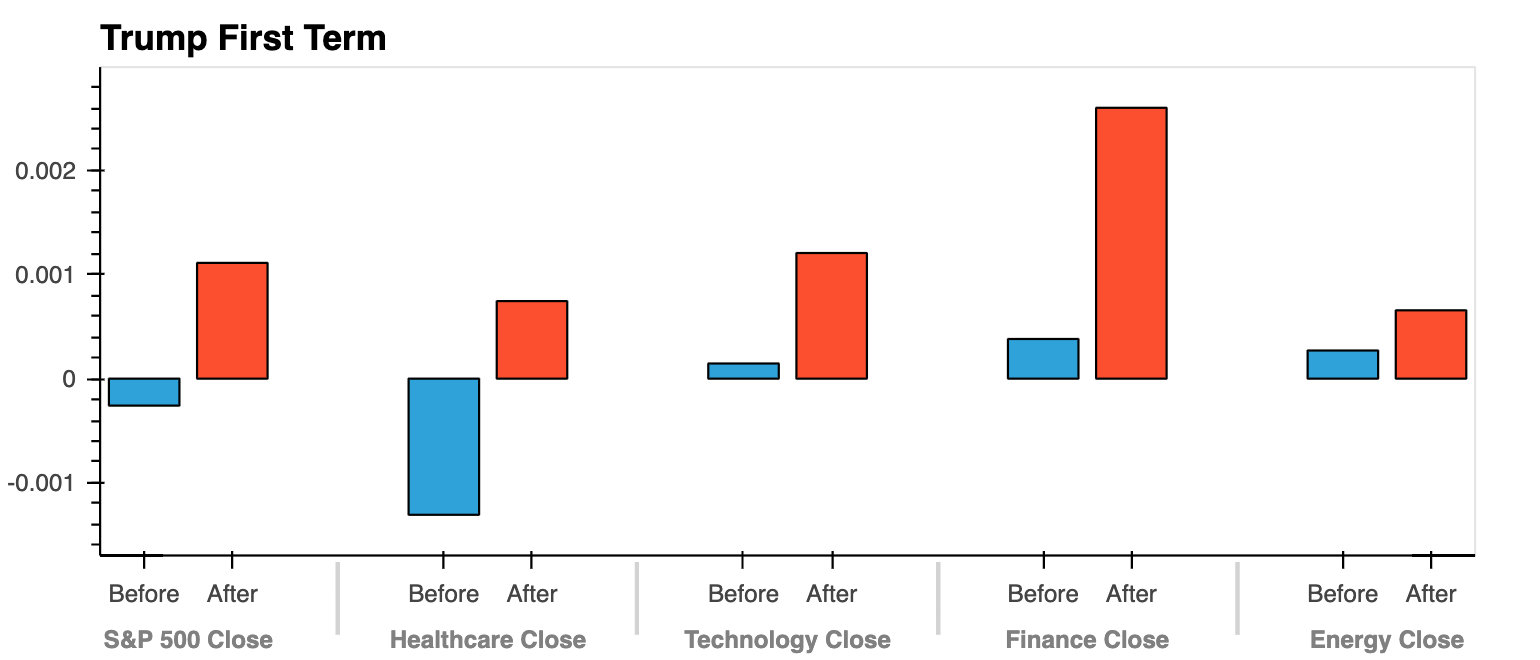 Trump First Term
0.002
0.001
0
-0.001
Before After Before After Before After Before After Before After
S&P 500 Close Healthcare Close Technology Close Finance Close Energy Close